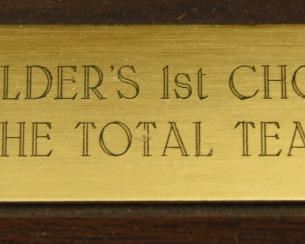 LDER'S 1st CHO
HE TOTAL TEA